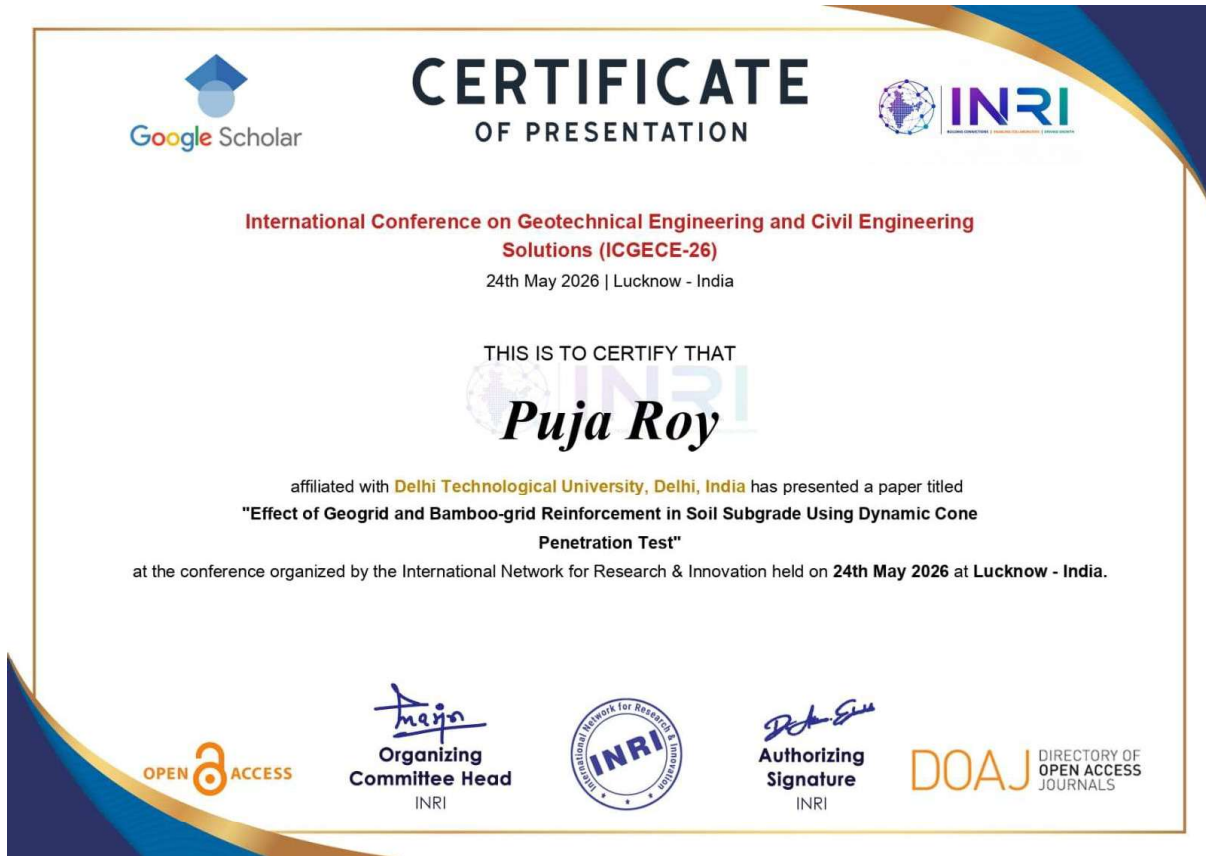 Google Scholar
CERTIFICATE
OF PRESENTATION
INRI
International Conference on Geotechnical Engineering and Civil Engineering
Solutions (ICGECE-26)
24th May 2026 | Lucknow - India
THIS IS TO CERTIFY THAT
INRI
Puja Roy
affiliated with Delhi Technological University, Delhi, India has presented a paper titled
"Effect of Geogrid and Bamboo-grid Reinforcement in Soil Subgrade Using Dynamic Cone
Penetration Test"
at the conference organized by the International Network for Research & Innovation held on 24th May 2026 at Lucknow - India.
OPEN ACCESS
Organizing
Committee Head
INRI
International Network for Research & Innovation
INRI
Authorizing
Signature
INRI
DOAJ
DIRECTORY OF
OPEN ACCESS
JOURNALS